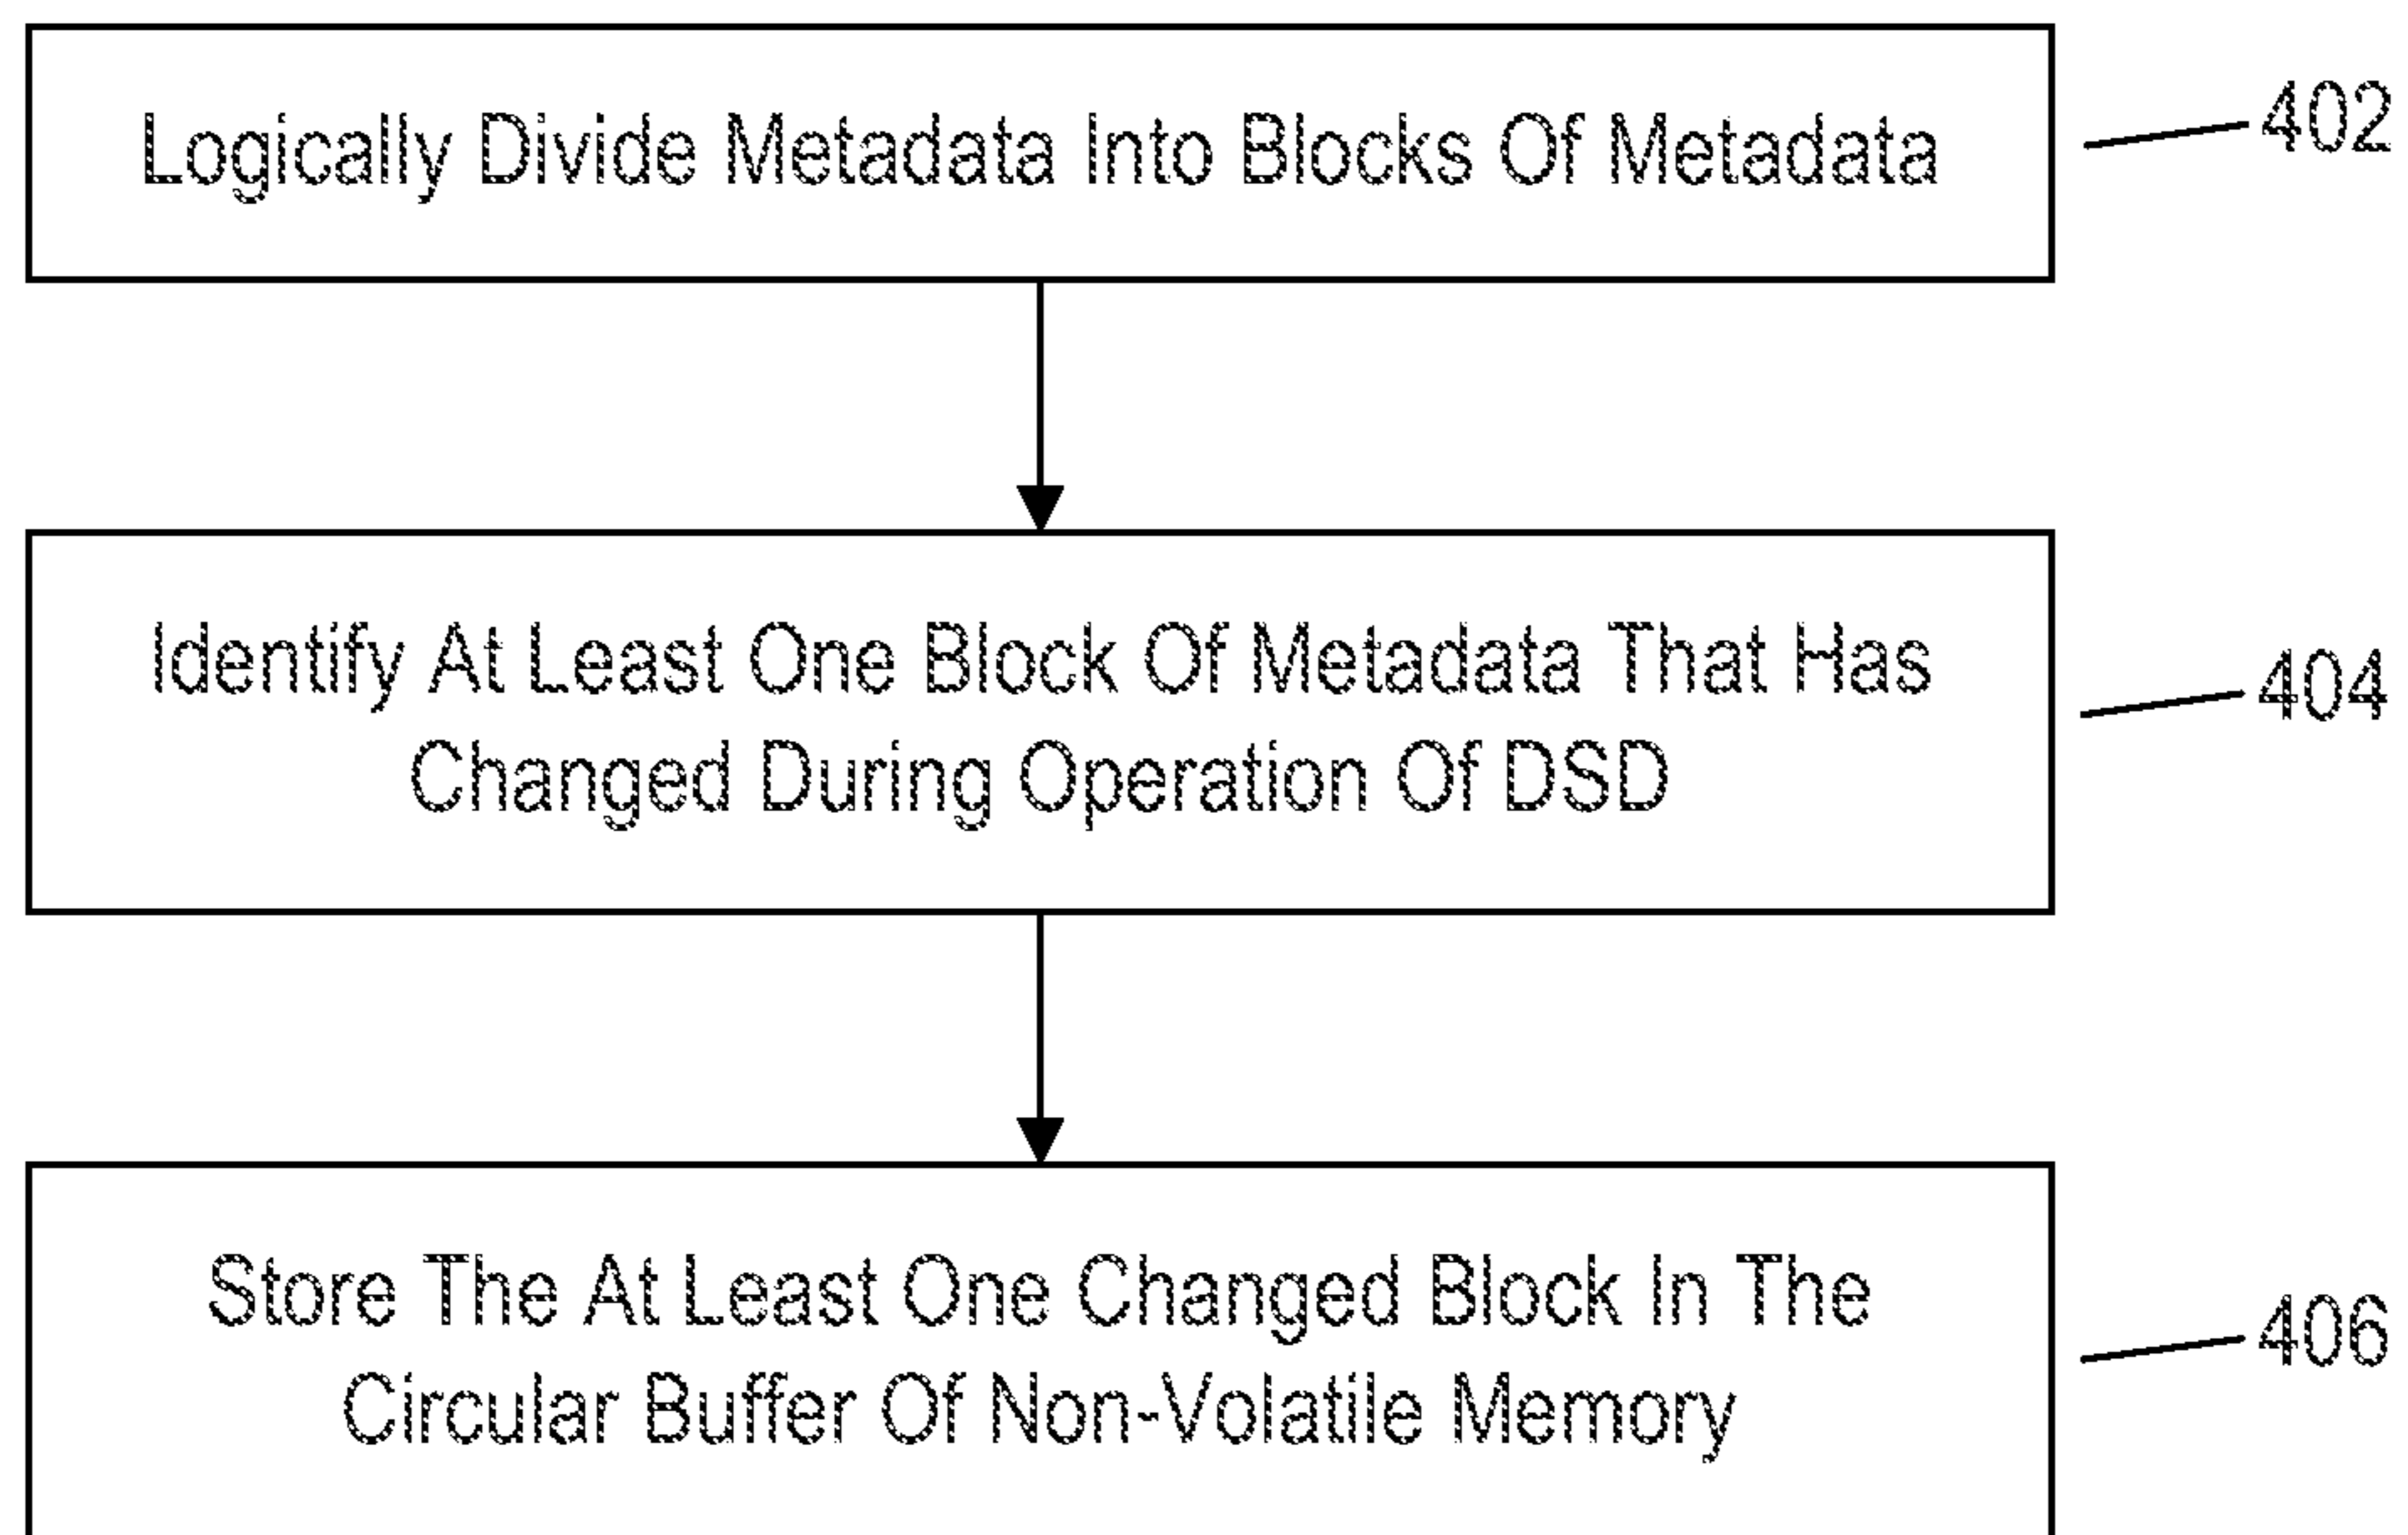 Logically Divide Metadata Into Blocks Of Metadata
402
Identify At Least One Block Of Metadata That Has
Changed During Operation Of DSD
404
Store The At Least One Changed Block In The
Circular Buffer Of Non-Volatile Memory
406